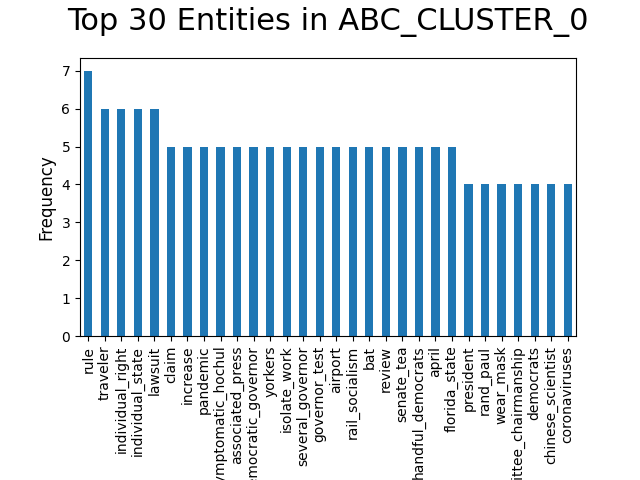 Top 30 Entities in ABC_CLUSTER_0
Frequency
7
6
5
4
3
2
1
0
rule
traveler
individual_right
individual_state
lawsuit
claim
increase
pandemic
ymptomatic_hochul
associated_press
emocratic_governor
yorkers
isolate_work
several_governor
governor_test
airport
rail_socialism
bat
review
senate_tea
handful_democrats
april
florida_state
president
rand_paul
wear_mask
ittee_chairmanship
democrats
chinese_scientist
coronaviruses